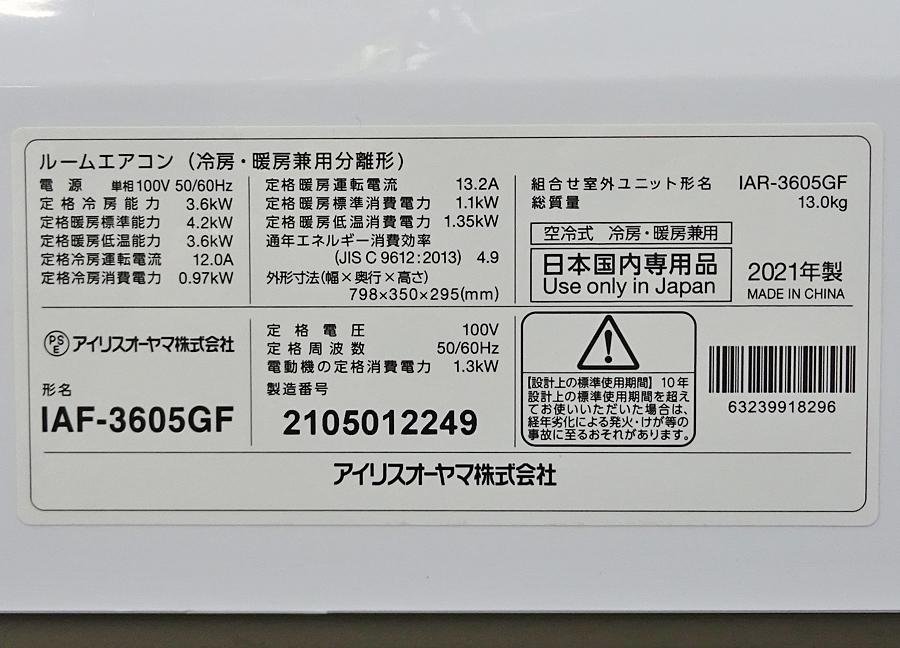 ルームエアコン（冷房・暖房兼用分離形）
電源 単相100V 50/60Hz
定格冷房能力 3.6kW
定格暖房標準能力 4.2kW
定格暖房低温能力 3.6kW
定格冷房運転電流 12.0A
定格冷房消費電力 0.97kW
定格暖房運転電流 13.2A
定格暖房標準消費電力 1.1kW
定格暖房低温消費電力 1.35kW
通年エネルギー消費効率
(JIS C 9612:2013) 4.9
外形寸法(幅×奥行×高さ)
798×350×295(mm)
組合せ室外ユニット形名 IAR-3605GF
総質量 13.0kg
空冷式 冷房・暖房兼用
日本国内専用品
Use only in Japan
2021年製
MADE IN CHINA
PSE アイリスオーヤマ株式会社
形名
IAF-3605GF
定格電圧 100V
定格周波数 50/60Hz
電動機の定格消費電力 1.3kW
製造番号
2105012249
【設計上の標準使用期間】10年
設計上の標準使用期間を超え
てお使いいただいた場合は、
経年劣化による発火・けが等の
事故に至るおそれがあります。
63239918296
アイリスオーヤマ株式会社